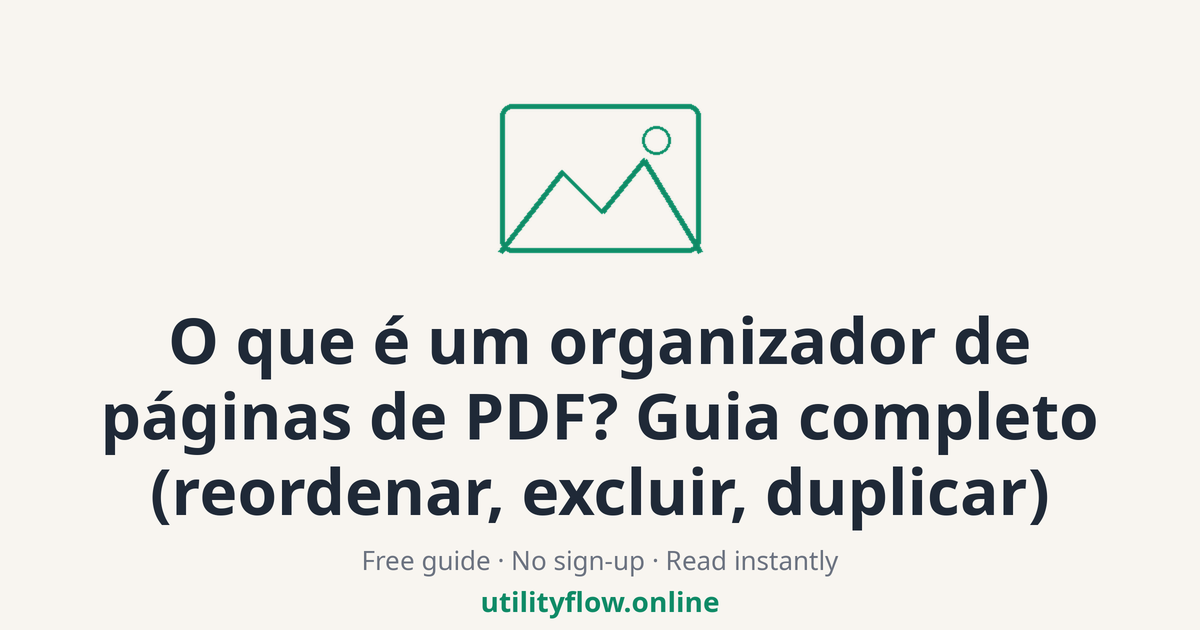 O que é um organizador de
páginas de PDF? Guia completo
(reordenar, excluir, duplicar)
Free guide · No sign-up · Read instantly
utilityflow.online